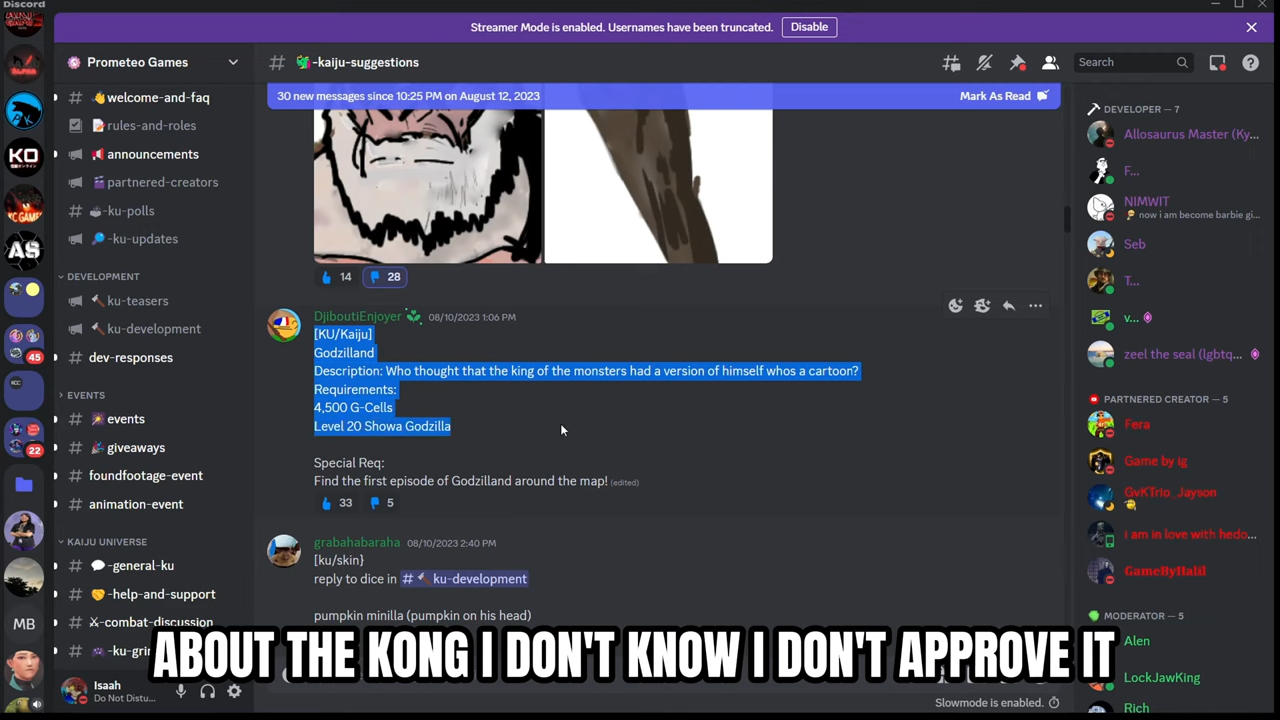 Discord
Streamer Mode is enabled. Usernames have been truncated.
Disable
Prometeo Games
-kaiju-suggestions
Search
welcome-and-faq
rules-and-roles
announcements
partnered-creators
-ku-polls
-ku-updates
DEVELOPMENT
ku-teasers
ku-development
dev-responses
EVENTS
events
giveaways
foundfootage-event
animation-event
KAIJU UNIVERSE
-general-ku
-help-and-support
-combat-discussion
-ku-grin
Isaah
Do Not Distu...
KO
AS
45
22
MB
30 new messages since 10:25 PM on August 12, 2023
Mark As Read
14
28
DjiboutiEnjoyer 08/10/2023 1:06 PM
[KU/Kaiju]
Godzilland
Description: Who thought that the king of the monsters had a version of himself whos a cartoon?
Requirements:
4,500 G-Cells
Level 20 Showa Godzilla
Special Req:
Find the first episode of Godzilland around the map! (edited)
33
5
grabahabaraha 08/10/2023 2:40 PM
[ku/skin}
reply to dice in # ku-development
pumpkin minilla (pumpkin on his head)
ABOUT THE KONG I DON'T KNOW I DON'T APPROVE IT
Slowmode is enabled.
DEVELOPER — 7
Allosaurus Master (Ky...
F...
NIMWIT
now i am become barbie gi...
Seb
T...
v...
zeel the seal (lgbtq...
PARTNERED CREATOR — 5
Fera
Game by ig
GvKTrio_Jayson
i am in love with hedo...
GameByHalil
MODERATOR — 5
Alen
LockJawKing
Rich